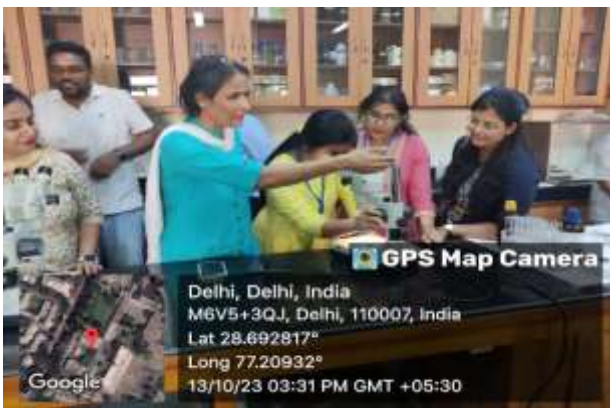 GPS Map Camera
Delhi, Delhi, India
M6V5+3QJ, Delhi, 110007, India
Lat 28.692817°
Long 77.20932°
13/10/23 03:31 PM GMT +05:30
Google